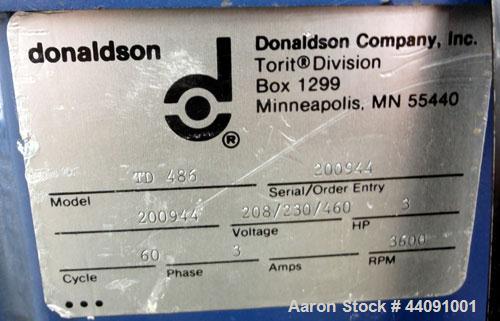 donaldson
d
®
Donaldson Company, Inc.
Torit® Division
Box 1299
Minneapolis, MN 55440
TD 486 200944
Model Serial/Order Entry
200944 208/230/460 3
Voltage HP
60 3 3600
Cycle Phase Amps RPM
Aaron Stock # 44091001